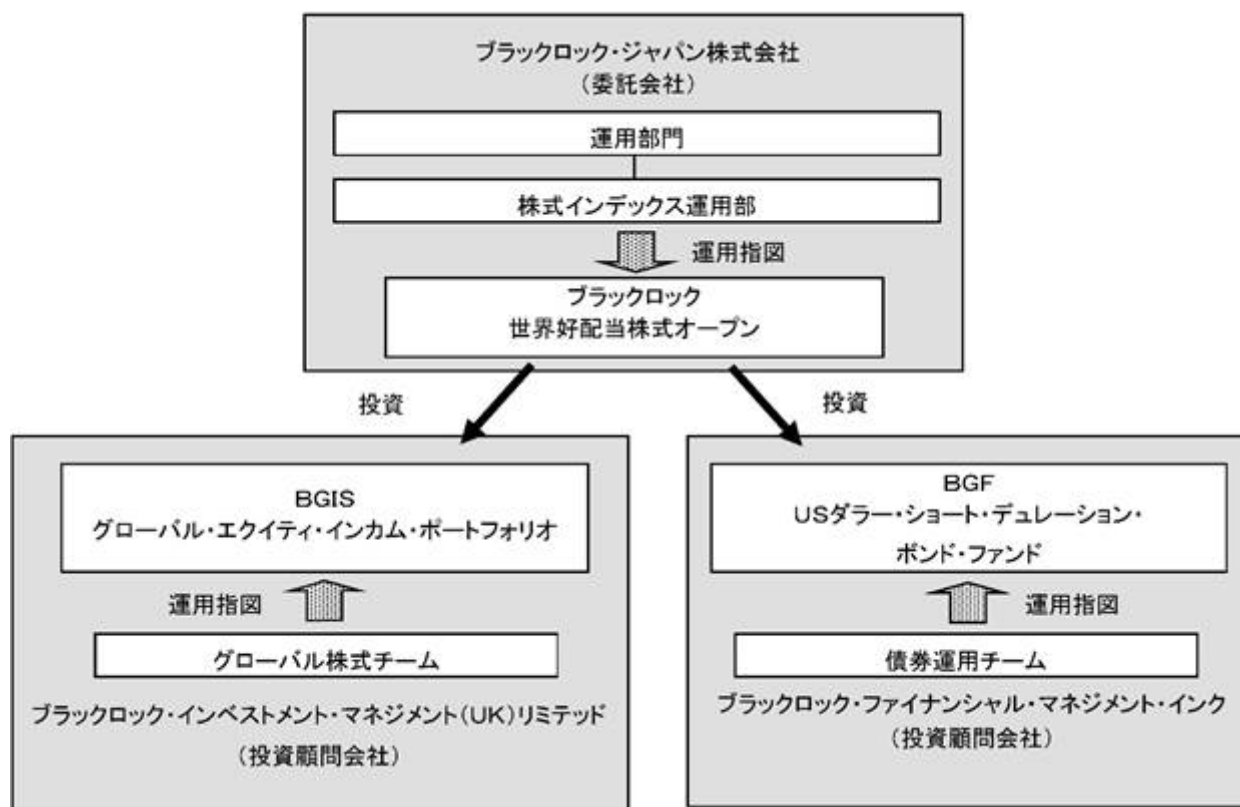 ブラックロック・ジャパン株式会社
（委託会社）
運用部門
株式インデックス運用部
運用指図
ブラックロック
世界好配当株式オープン
投資
投資
BGIS
グローバル・エクイティ・インカム・ポートフォリオ
運用指図
グローバル株式チーム
ブラックロック・インベストメント・マネジメント（UK）リミテッド
（投資顧問会社）
BGF
USダラー・ショート・デュレーション・
ボンド・ファンド
運用指図
債券運用チーム
ブラックロック・ファイナンシャル・マネジメント・インク
（投資顧問会社）